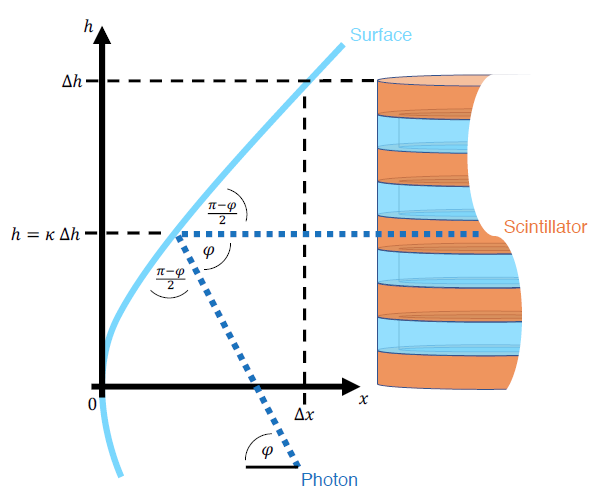 h
Surface
Δh
π−φ
2
h = κ Δh
Scintillator
φ
π−φ
2
0
Δx
x
φ
Photon